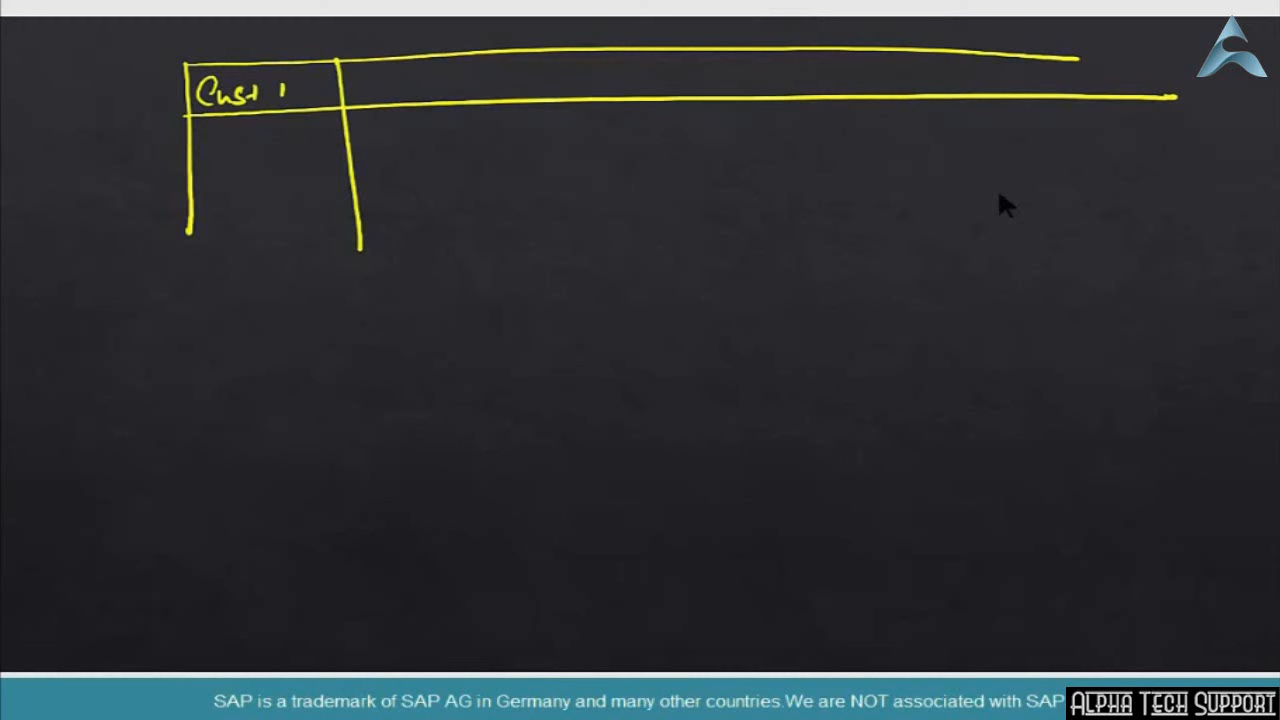 Cust 1
SAP is a trademark of SAP AG in Germany and many other countries.We are NOT associated with SAP
ALPHA TECH SUPPORT